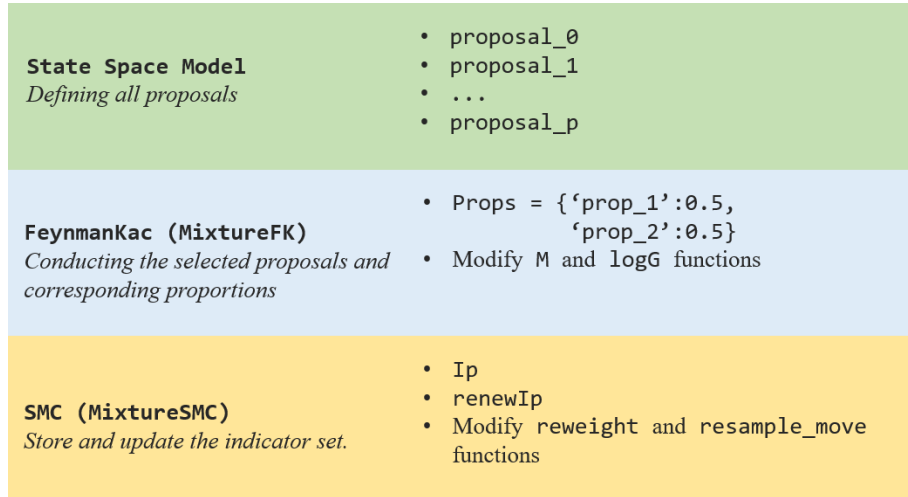 State Space Model
Defining all proposals
• proposal_0
• proposal_1
• ...
• proposal_p
FeynmanKac (MixtureFK)
Conducting the selected proposals and
corresponding proportions
• Props = {‘prop_1’:0.5,
‘prop_2’:0.5}
• Modify M and logG functions
SMC (MixtureSMC)
Store and update the indicator set.
• Ip
• renewIp
• Modify reweight and resample_move
functions